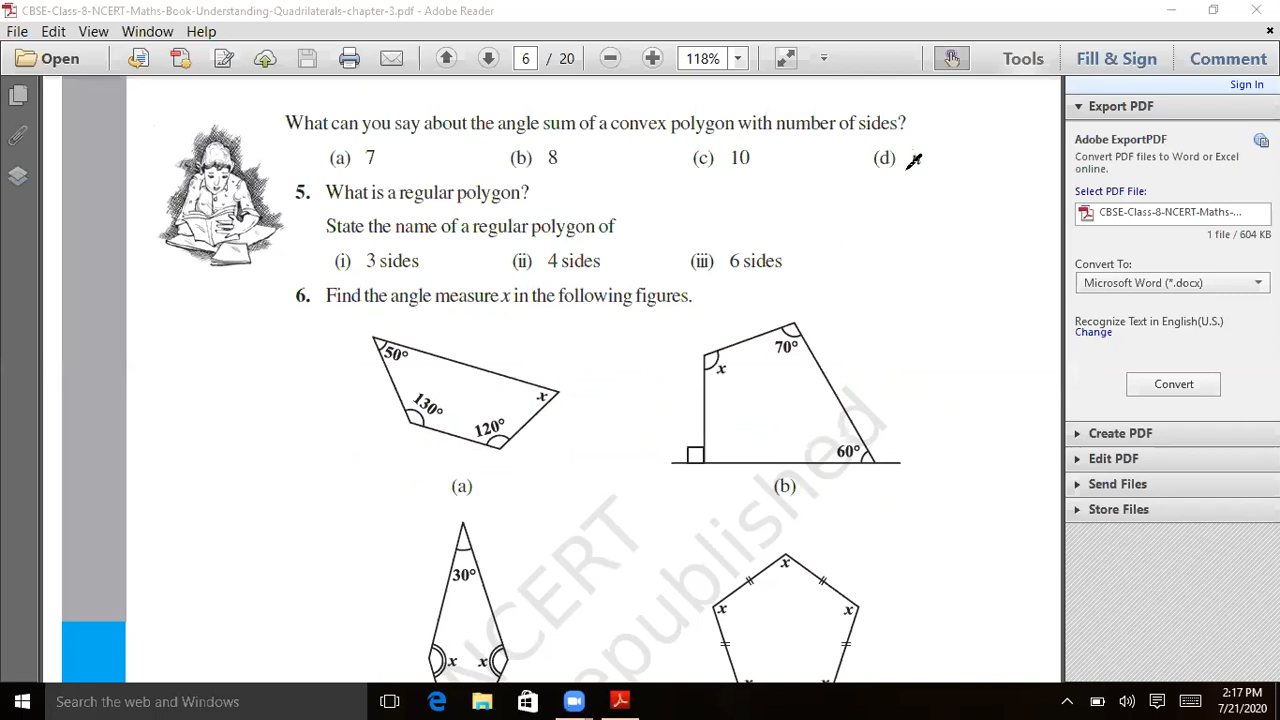 CBSE-Class-8-NCERT-Maths-Book-Understanding-Quadrilaterals-chapter-3.pdf - Adobe Reader
File Edit View Window Help
Open 6 / 20 118% Tools Fill & Sign Comment
Sign In
What can you say about the angle sum of a convex polygon with number of sides?
(a) 7 (b) 8 (c) 10 (d)
5. What is a regular polygon?
State the name of a regular polygon of
(i) 3 sides (ii) 4 sides (iii) 6 sides
6. Find the angle measure x in the following figures.
50° 130° 120° x
(a)
x 70° 60°
(b)
30° x x
x x x
NCERT
republished
Export PDF
Adobe ExportPDF
Convert PDF files to Word or Excel
online.
Select PDF File:
CBSE-Class-8-NCERT-Maths-...
1 file / 604 KB
Convert To:
Microsoft Word (*.docx)
Recognize Text in English(U.S.)
Change
Convert
Create PDF
Edit PDF
Send Files
Store Files
Search the web and Windows
2:17 PM
7/21/2020